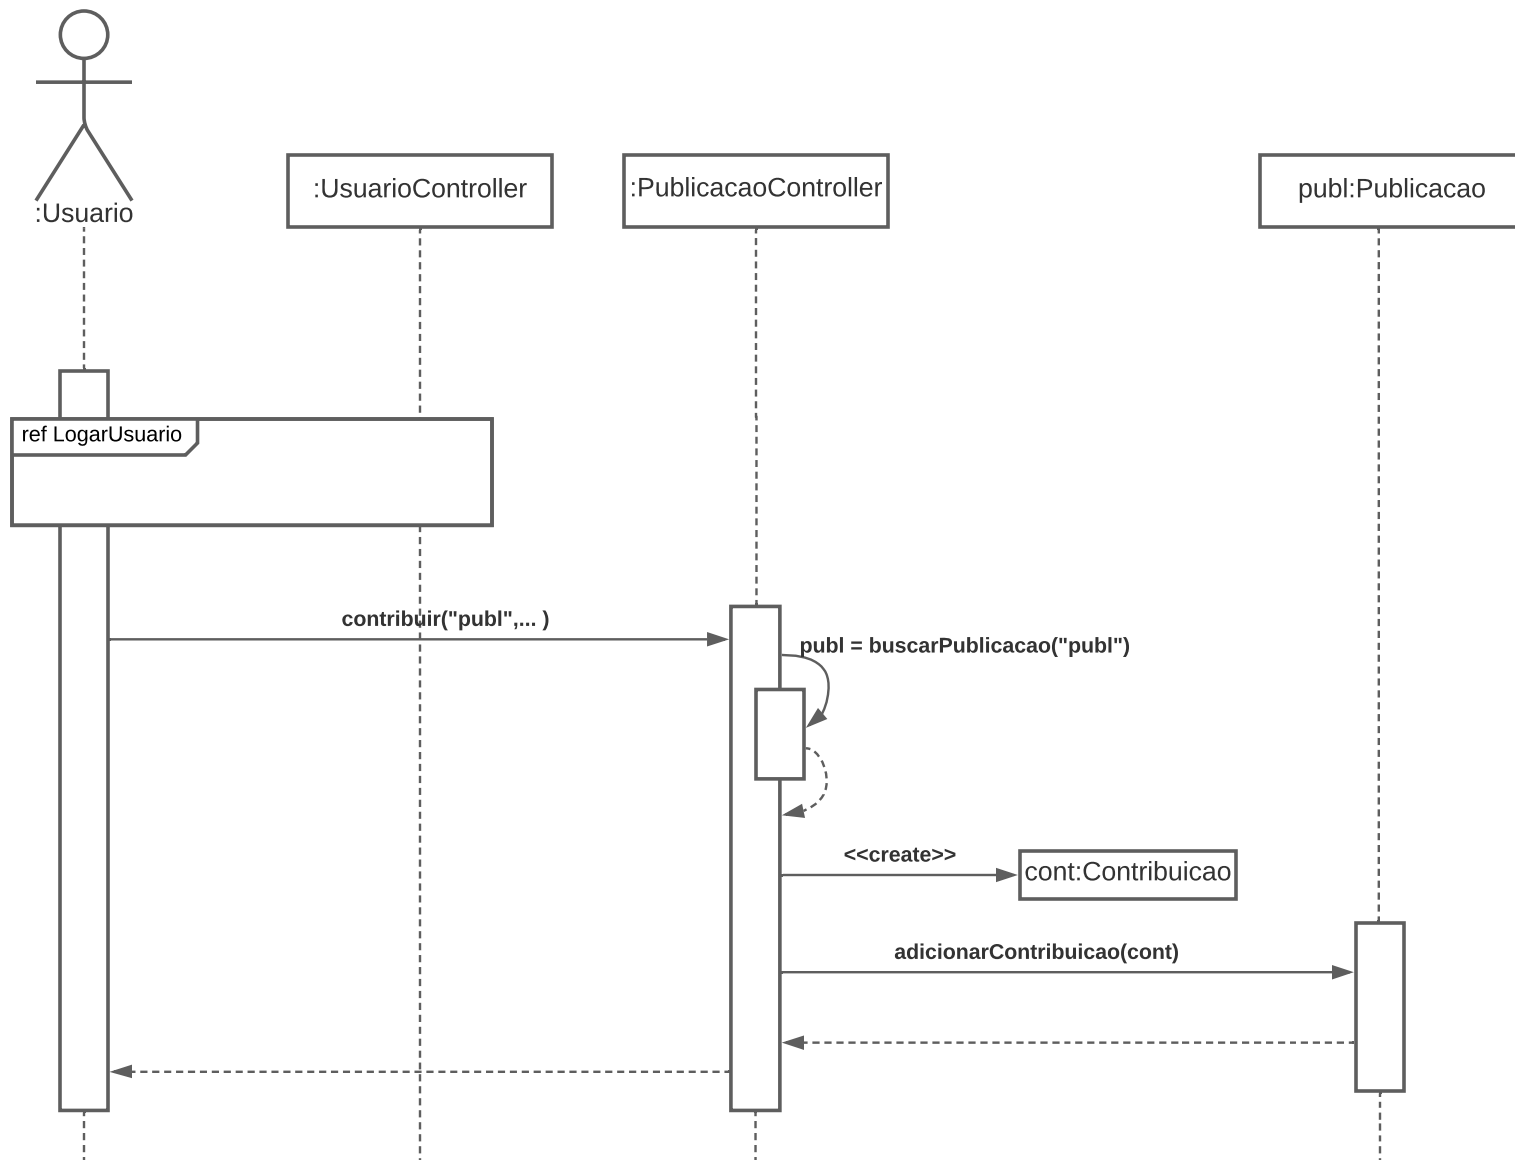 :Usuario
:UsuarioController
:PublicacaoController
publ:Publicacao
ref LogarUsuario
contribuir("publ",... )
publ = buscarPublicacao("publ")
<<create>>
cont:Contribuicao
adicionarContribuicao(cont)